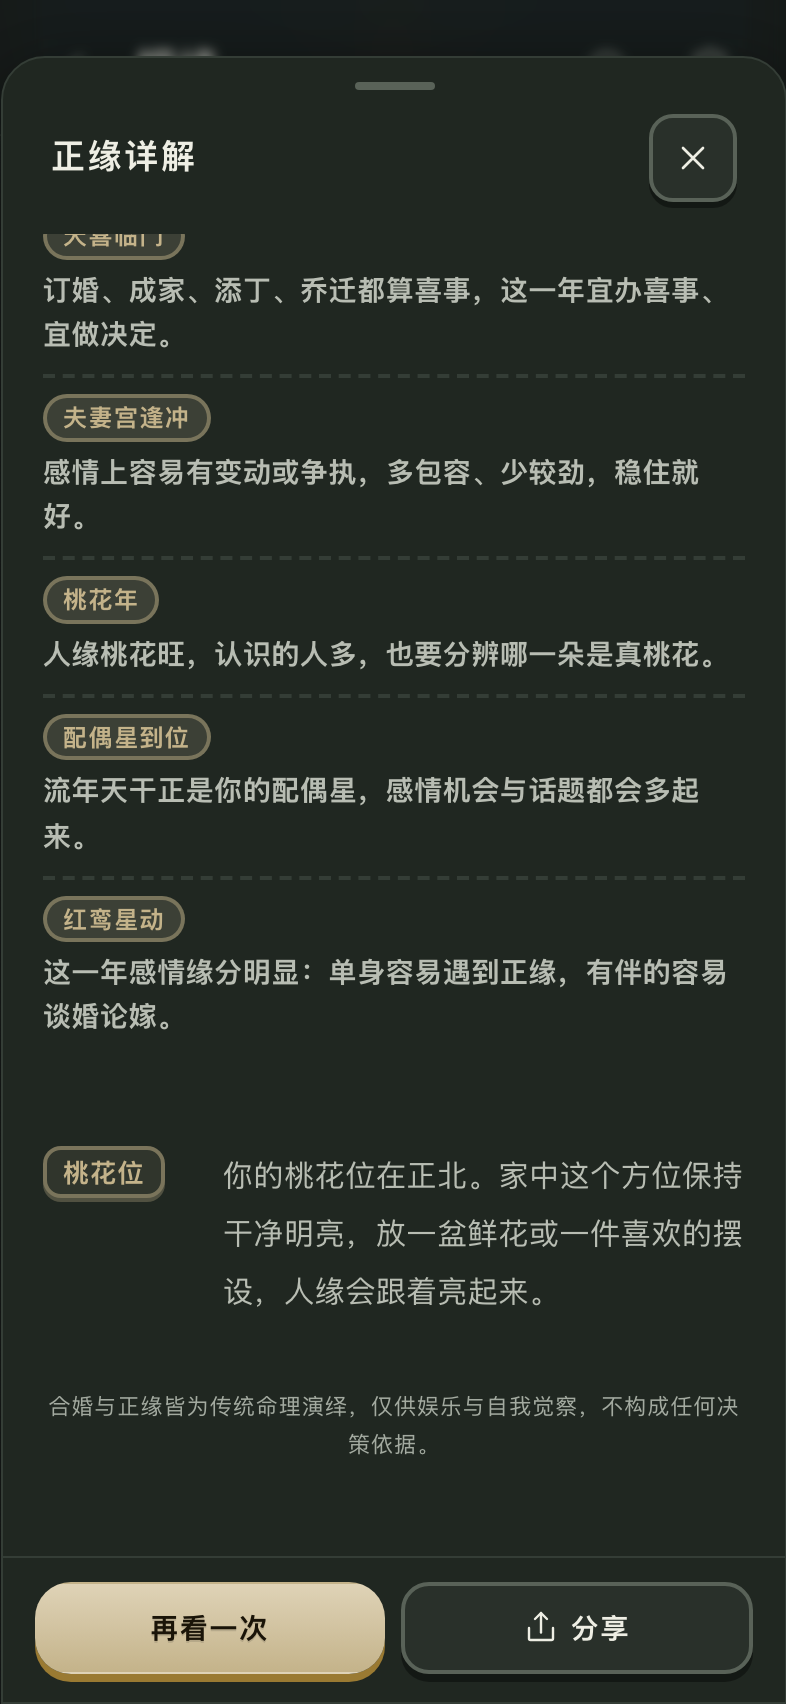 正缘详解
天喜临门
订婚、成家、添丁、乔迁都算喜事，这一年宜办喜事、
宜做决定。
夫妻宫逢冲
感情上容易有变动或争执，多包容、少较劲，稳住就
好。
桃花年
人缘桃花旺，认识的人多，也要分辨哪一朵是真桃花。
配偶星到位
流年天干正是你的配偶星，感情机会与话题都会多起
来。
红鸾星动
这一年感情缘分明显：单身容易遇到正缘，有伴的容易
谈婚论嫁。
桃花位
你的桃花位在正北。家中这个方位保持
干净明亮，放一盆鲜花或一件喜欢的摆
设，人缘会跟着亮起来。
合婚与正缘皆为传统命理演绎，仅供娱乐与自我觉察，不构成任何决
策依据。
再看一次
分享